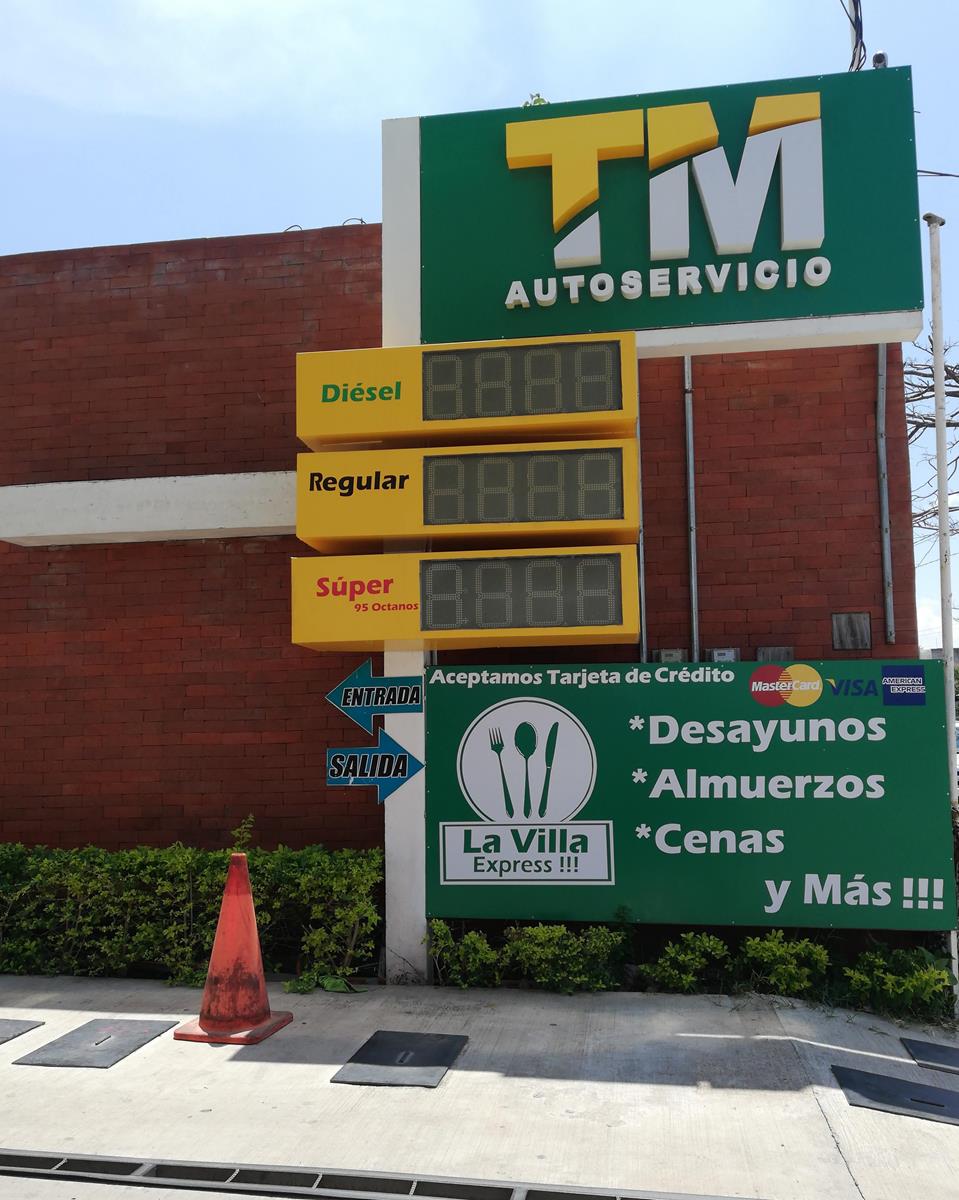 TM
AUTOSERVICIO
Diésel
Regular
Súper
95 Octanos
ENTRADA
SALIDA
Aceptamos Tarjeta de Crédito
MasterCard
VISA
AMERICAN
EXPRESS
*Desayunos
*Almuerzos
*Cenas
y Más !!!
La Villa
Express !!!